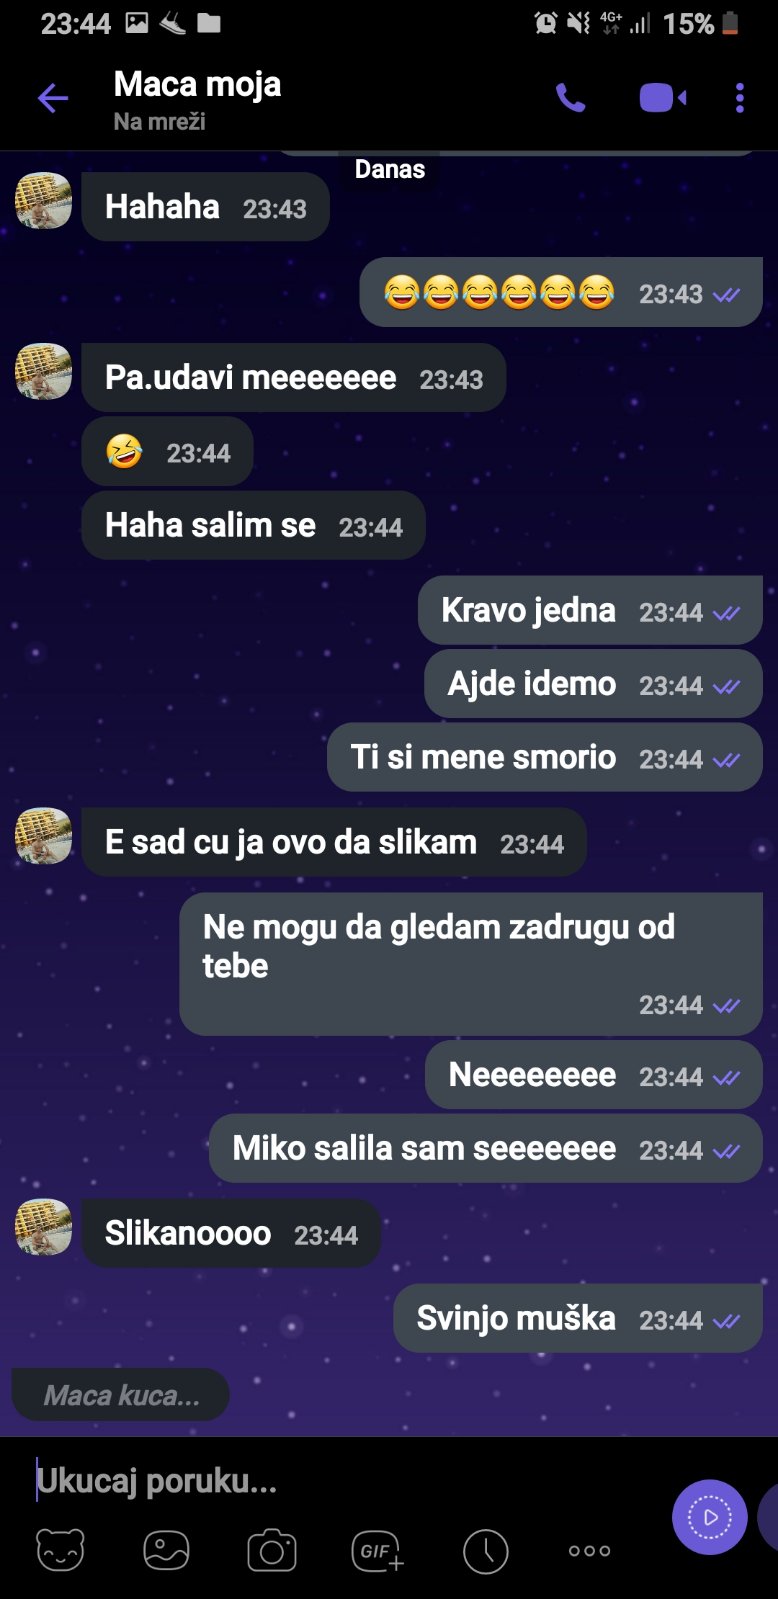 23:44 4G+ 15%
Maca moja
Na mreži
Danas
Hahaha 23:43
😂😂😂😂😂😂 23:43
Pa.udavi meeeeeee 23:43
🤣 23:44
Haha salim se 23:44
Kravo jedna 23:44
Ajde idemo 23:44
Ti si mene smorio 23:44
E sad cu ja ovo da slikam 23:44
Ne mogu da gledam zadrugu od
tebe
23:44
Neeeeeeee 23:44
Miko salila sam seeeeeee 23:44
Slikanoooo 23:44
Svinjo muška 23:44
Maca kuca...
Ukucaj poruku...
GIF